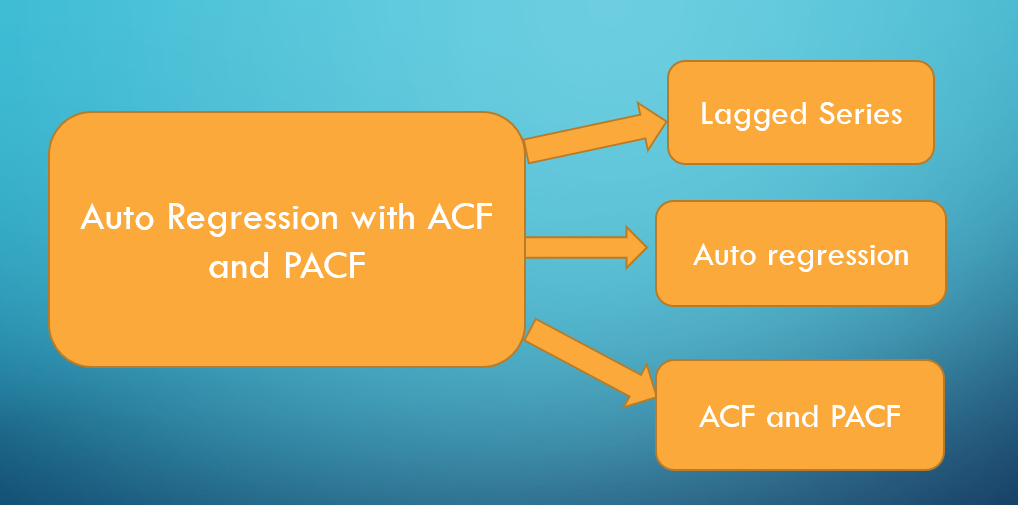 Auto Regression with ACF
and PACF
Lagged Series
Auto regression
ACF and PACF